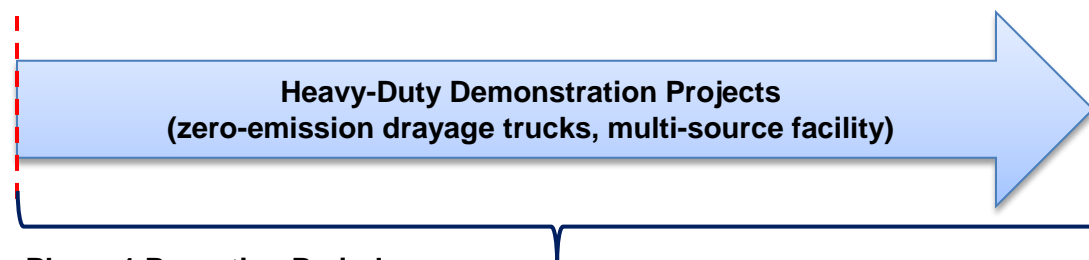 Heavy-Duty Demonstration Projects
(zero-emission drayage trucks, multi-source facility)